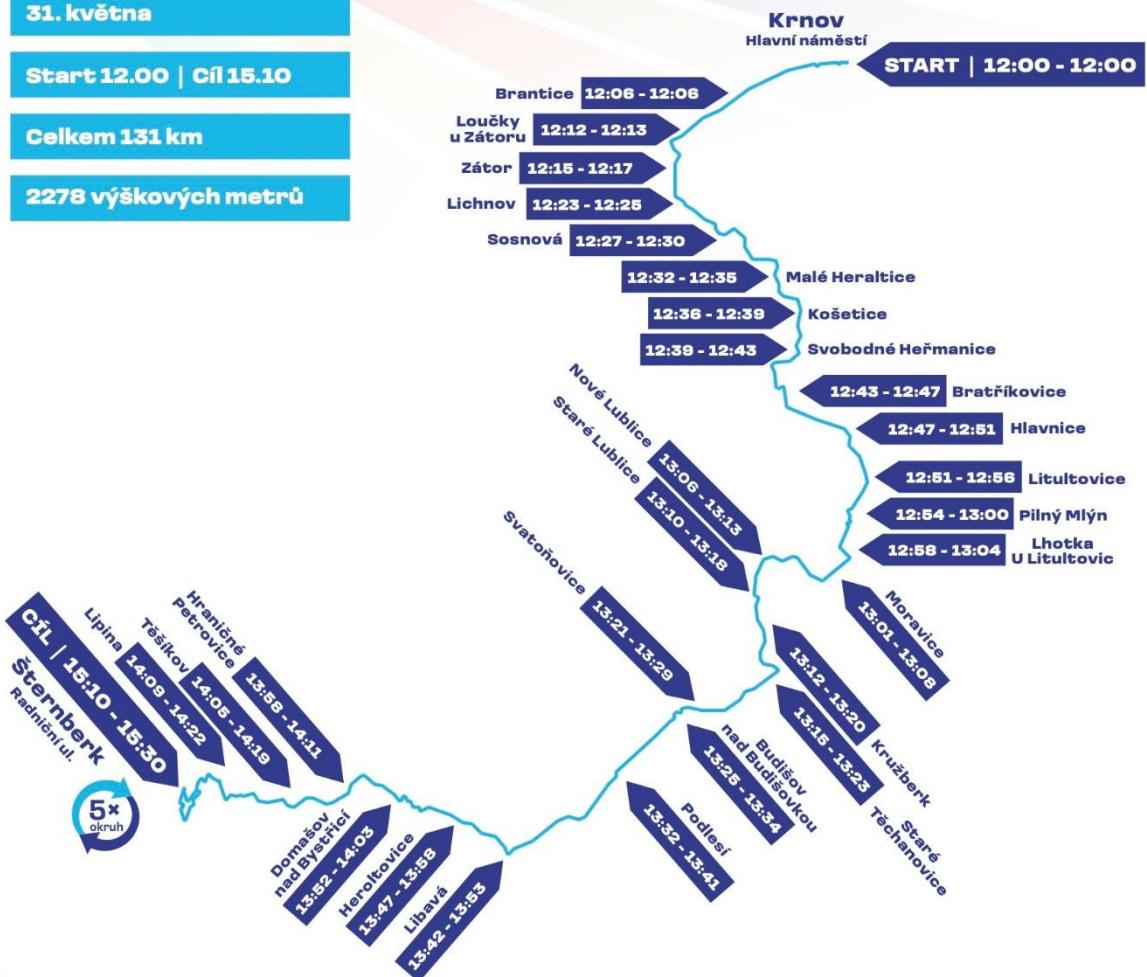 31. května
Start 12.00 | Cíl 15.10
Celkem 131 km
2278 výškových metrů
Krnov
Hlavní náměstí
START | 12:00 - 12:00
Brantice 12:06 - 12:06
Loučky
u Zátoru
12:12 - 12:13
Zátor 12:15 - 12:17
Lichnov 12:23 - 12:25
Sosnová 12:27 - 12:30
12:32 - 12:35 Malé Heraltice
12:36 - 12:39 Košetice
12:39 - 12:43 Svobodné Heřmanice
12:43 - 12:47 Bratříkovice
12:47 - 12:51 Hlavnice
12:51 - 12:56 Litultovice
12:54 - 13:00 Pilný Mlýn
12:58 - 13:04
Lhotka
U Litultovic
Moravice
13:01 - 13:08
Nové Lublice
13:06 - 13:13
Staré Lublice
13:10 - 13:18
13:12 - 13:20
Kružberk
13:15 - 13:23
Staré
Těchanovice
Svatoňovice
13:21 - 13:29
Budišov
nad Budišovkou
13:25 - 13:34
Podlesí
13:32 - 13:41
Libavá
13:42 - 13:53
Heroltovice
13:47 - 13:58
Domašov
nad Bystřicí
13:52 - 14:03
Hraničné
Petrovice
13:58 - 14:11
Těšíkov
14:05 - 14:19
Lipina
14:09 - 14:22
CÍL | 15:10 - 15:30
Šternberk
Radniční ul.
5×
okruh